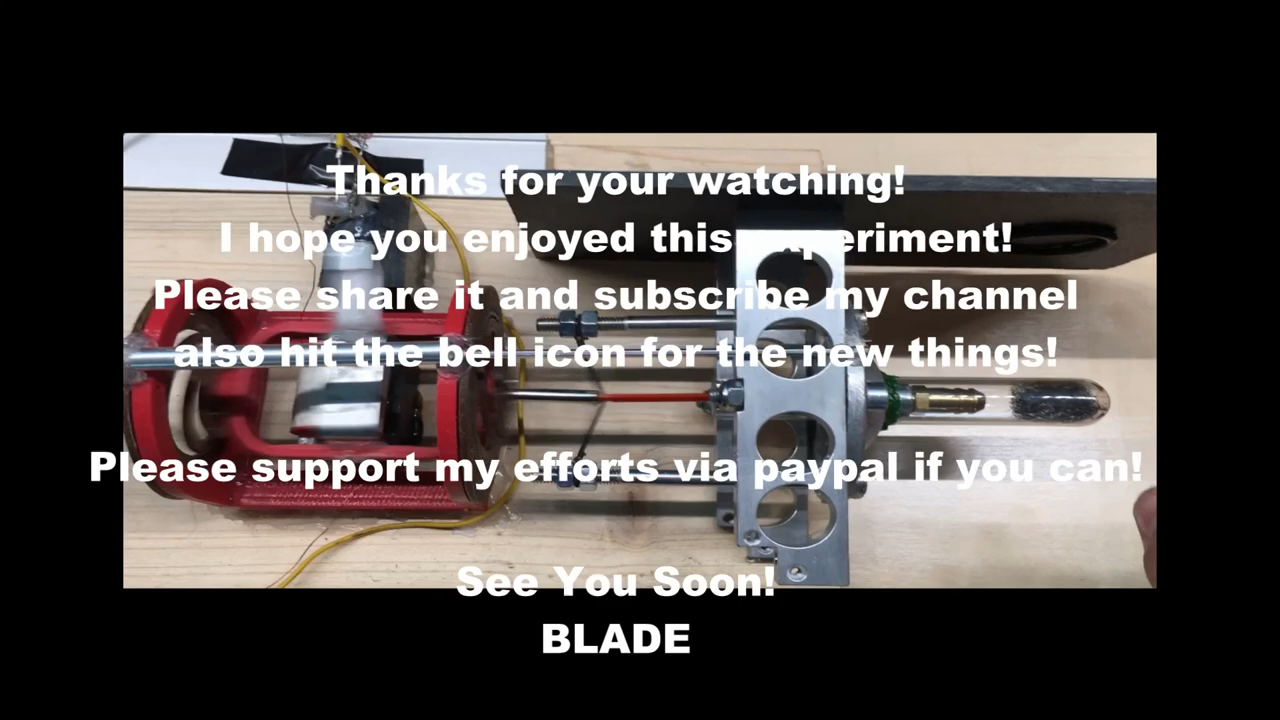 Thanks for your watching!
I hope you enjoyed this experiment!
Please share it and subscribe my channel
also hit the bell icon for the new things!
Please support my efforts via paypal if you can!
See You Soon!
BLADE